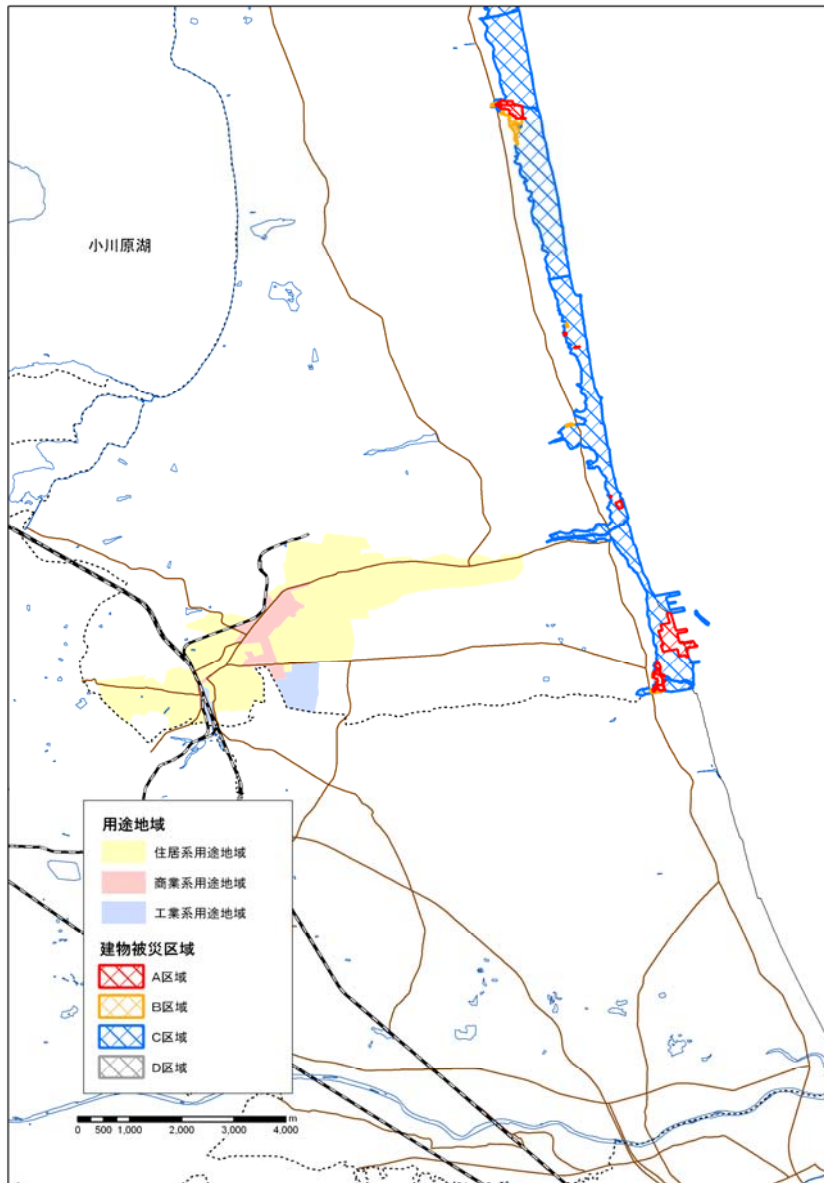 小川原湖
用途地域
住居系用途地域
商業系用途地域
工業系用途地域
建物被災区域
A区域
B区域
C区域
D区域
0 500 1,000 2,000 3,000 4,000 m